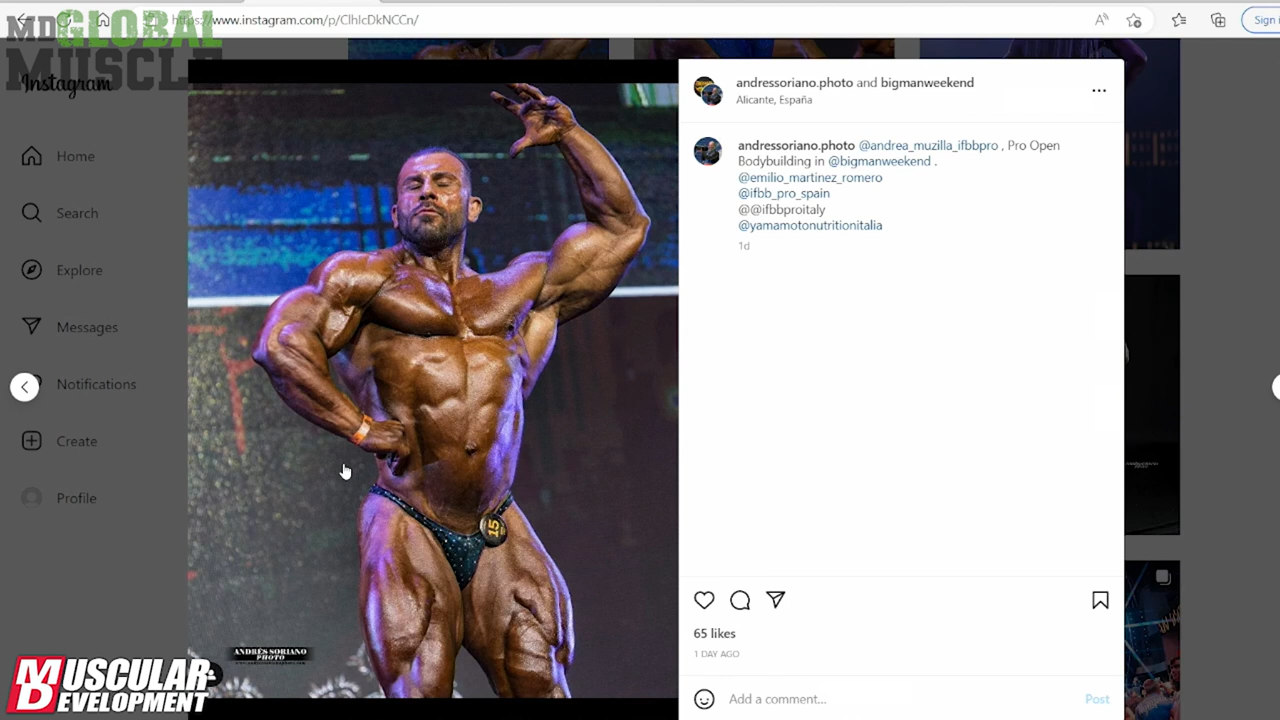 https://www.instagram.com/p/ClhIcDkNCCn/
Sign i
MD GLOBAL
MUSCLE
Instagram
Home
Search
Explore
Messages
Notifications
Create
Profile
andressoriano.photo and bigmanweekend
Alicante, España
andressoriano.photo @andrea_muzilla_ifbbpro , Pro Open
Bodybuilding in @bigmanweekend .
@emilio_martinez_romero
@ifbb_pro_spain
@@ifbbproitaly
@yamamotonutritionitalia
1d
15
ANDRÉS SORIANO
PHOTO
65 likes
1 DAY AGO
Add a comment...
Post
MUSCULAR
DEVELOPMENT